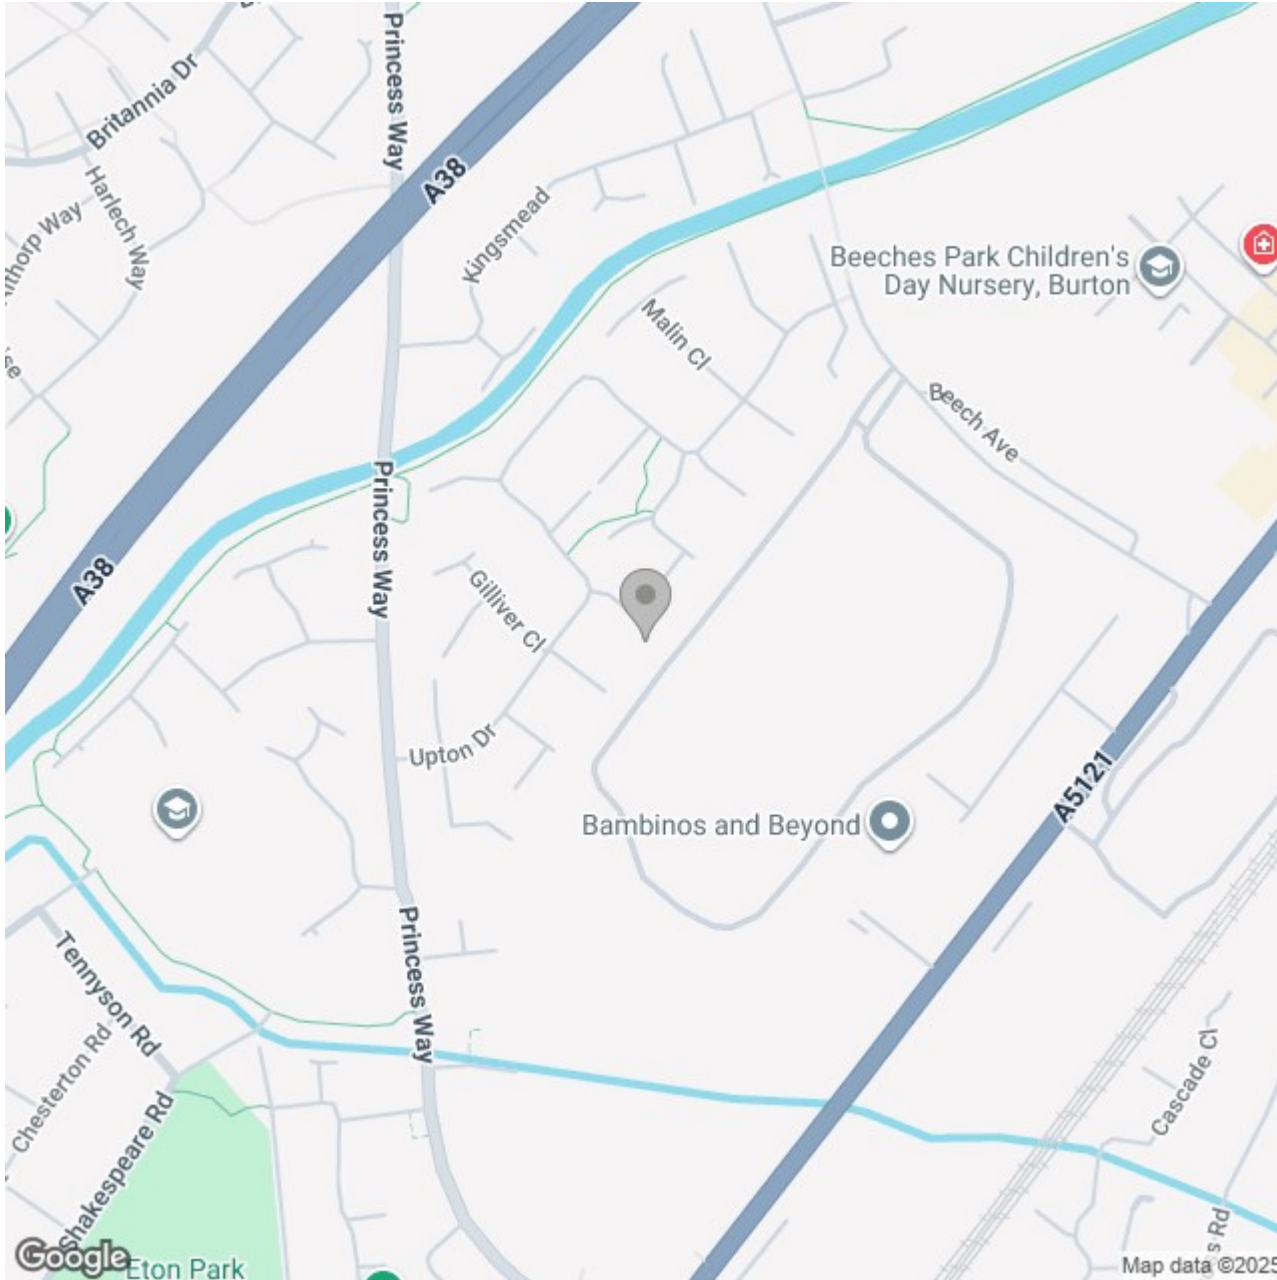 Princess Way
Britannia Dr
A38
Harlech Way
Althorp Way
Kingsmead
Beeches Park Children's
Day Nursery, Burton
Malin Cl
Beech Ave
Princess Way
A38
Gilliver Cl
Upton Dr
A5121
Bambinos and Beyond
Princess Way
Tennyson Rd
Chesterton Rd
Shakespeare Rd
Cascade Cl
Rd
Eton Park
Google
Map data ©2025